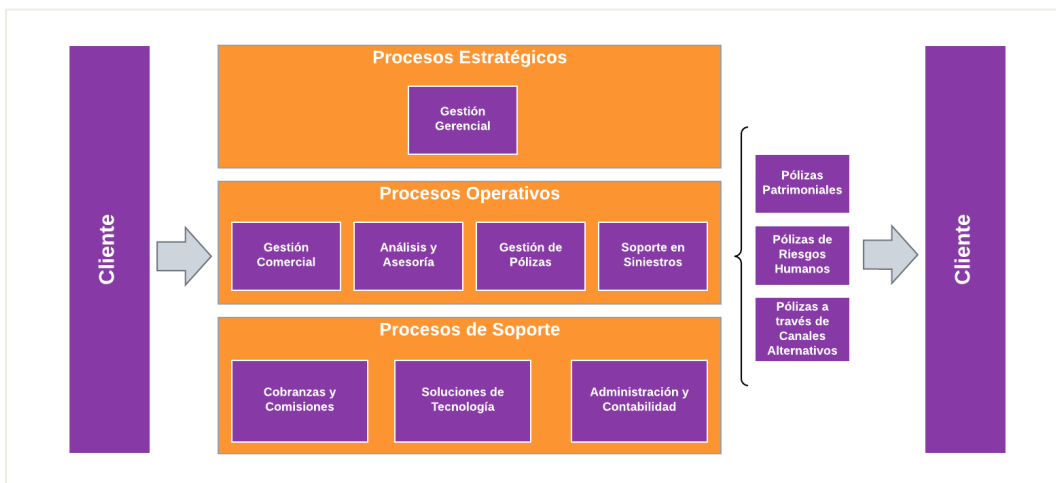 Cliente
Procesos Estratégicos
Gestión
Gerencial
Procesos Operativos
Gestión
Comercial
Análisis y
Asesoría
Gestión de
Pólizas
Soporte en
Siniestros
Procesos de Soporte
Cobranzas y
Comisiones
Soluciones de
Tecnología
Administración y
Contabilidad
Pólizas
Patrimoniales
Pólizas de
Riesgos
Humanos
Pólizas a
través de
Canales
Alternativos
Cliente